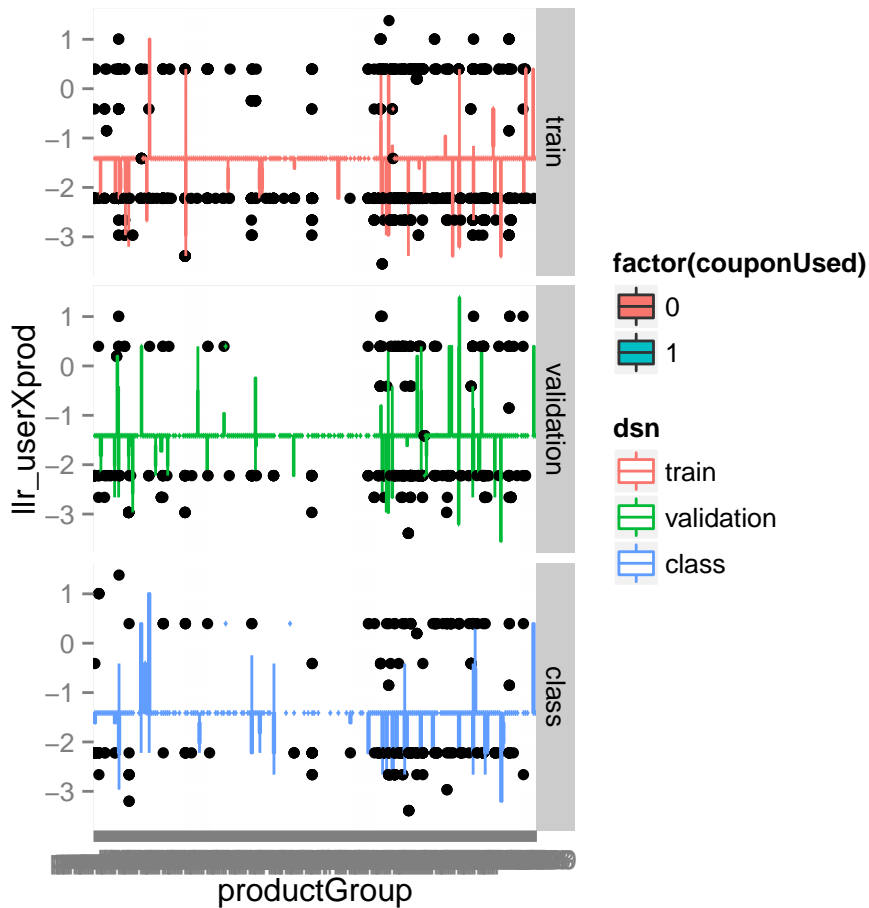 1
0
−1
−2
−3
train
1
0
−1
−2
−3
validation
1
0
−1
−2
−3
class
llr_userXprod
productGroup
factor(couponUsed)
0
1
dsn
train
validation
class